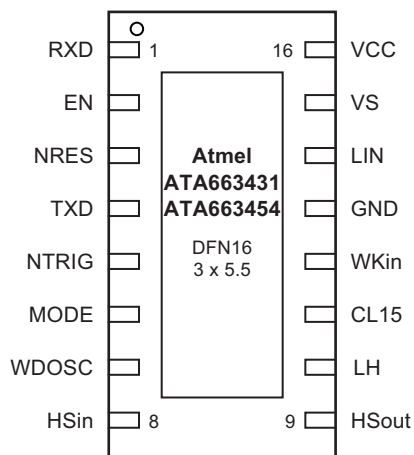 RXD 1 16 VCC
EN VS
NRES LIN
TXD GND
NTRIG WKin
MODE CL15
WDOSC LH
HSin 8 9 HSout
Atmel
ATA663431
ATA663454
DFN16
3 x 5.5